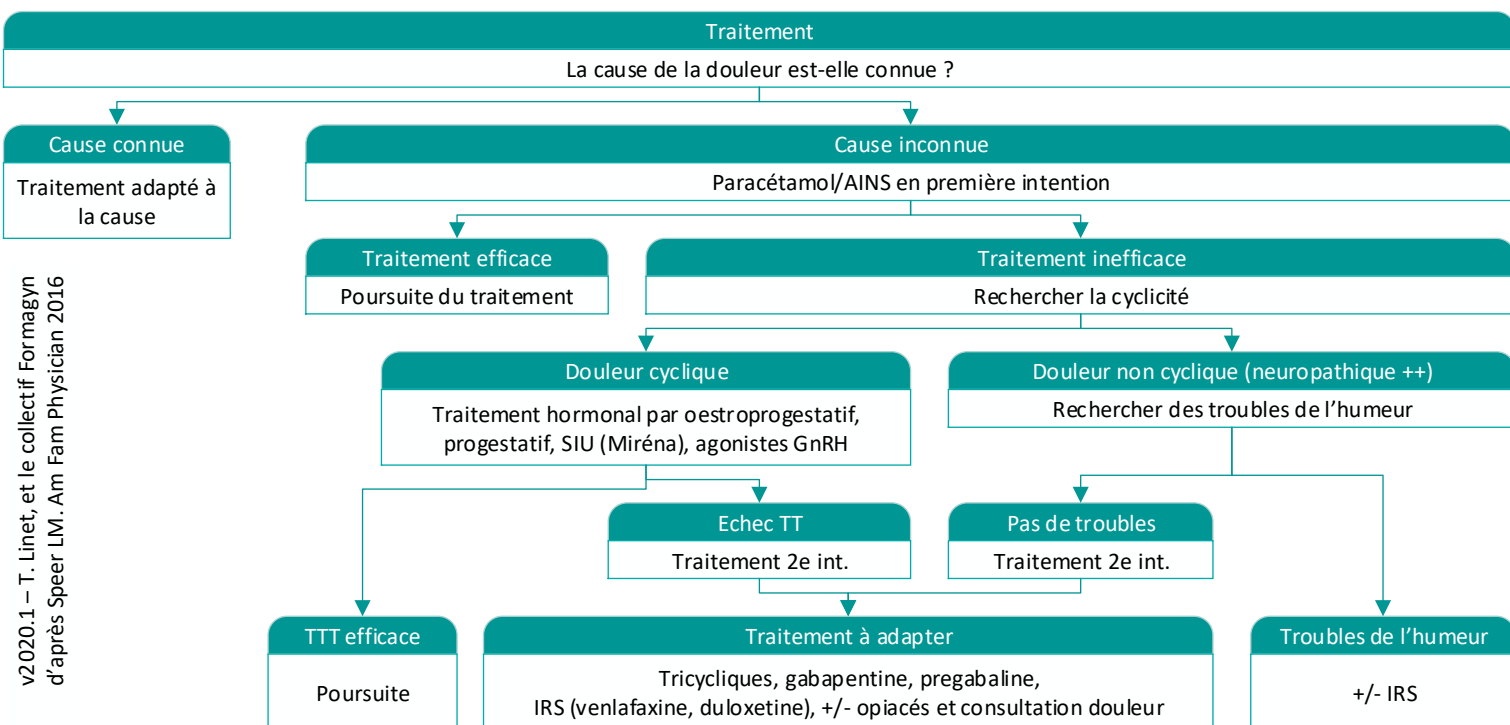 Traitement
La cause de la douleur est-elle connue ?
Cause connue
Traitement adapté à
la cause
Cause inconnue
Paracétamol/AINS en première intention
Traitement efficace
Poursuite du traitement
Traitement inefficace
Rechercher la cyclicité
Douleur cyclique
Traitement hormonal par oestroprogestatif,
progestatif, SIU (Miréna), agonistes GnRH
Douleur non cyclique (neuropathique ++)
Rechercher des troubles de l’humeur
Echec TT
Traitement 2e int.
Pas de troubles
Traitement 2e int.
TTT efficace
Poursuite
Traitement à adapter
Tricycliques, gabapentine, pregabaline,
IRS (venlafaxine, duloxetine), +/- opiacés et consultation douleur
Troubles de l’humeur
+/- IRS
v2020.1 – T. Linet, et le collectif Formagyn
d’après Speer LM. Am Fam Physician 2016